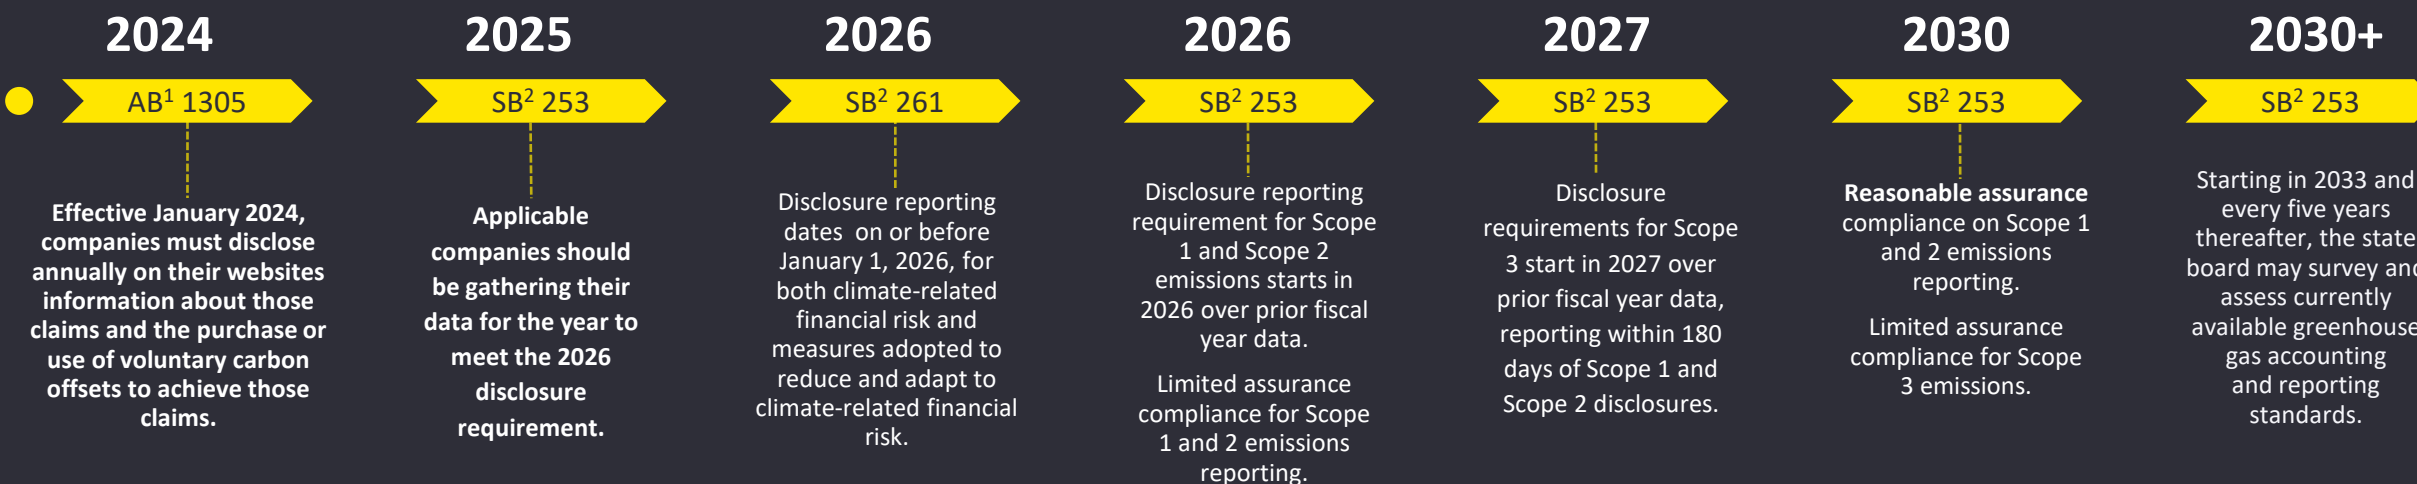 2024
AB¹ 1305
Effective January 2024,
companies must disclose
annually on their websites
information about those
claims and the purchase or
use of voluntary carbon
offsets to achieve those
claims.
2025
SB² 253
Applicable
companies should
be gathering their
data for the year to
meet the 2026
disclosure
requirement.
2026
SB² 261
Disclosure reporting
dates on or before
January 1, 2026, for
both climate-related
financial risk and
measures adopted to
reduce and adapt to
climate-related financial
risk.
2026
SB² 253
Disclosure reporting
requirement for Scope
1 and Scope 2
emissions starts in
2026 over prior fiscal
year data.
Limited assurance
compliance for Scope
1 and 2 emissions
reporting.
2027
SB² 253
Disclosure
requirements for Scope
3 start in 2027 over
prior fiscal year data,
reporting within 180
days of Scope 1 and
Scope 2 disclosures.
2030
SB² 253
Reasonable assurance
compliance on Scope 1
and 2 emissions
reporting.
Limited assurance
compliance for Scope
3 emissions.
2030+
SB² 253
Starting in 2033 and
every five years
thereafter, the state
board may survey and
assess currently
available greenhouse
gas accounting
and reporting
standards.